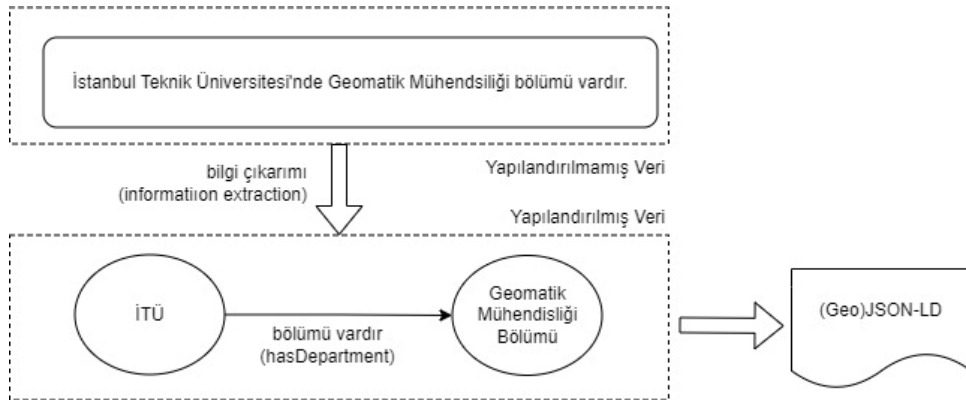 İstanbul Teknik Üniversitesi'nde Geomatik Mühendsiliği bölümü vardır.
bilgi çıkarımı
(informatiion extraction)
Yapılandırılmamış Veri
Yapılandırılmış Veri
İTÜ
bölümü vardır
(hasDepartment)
Geomatik
Mühendisliği
Bölümü
(Geo)JSON-LD